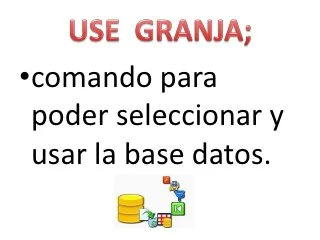 USE GRANJA;
•comando para
poder seleccionar y
usar la base datos.